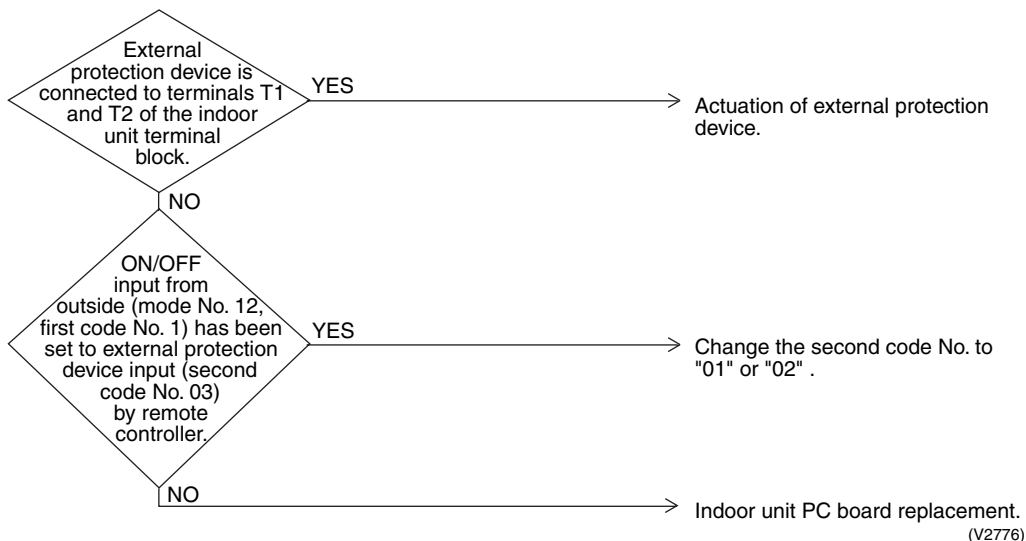 External
protection device is
connected to terminals T1
and T2 of the indoor
unit terminal
block.
YES
Actuation of external protection
device.
NO
ON/OFF
input from
outside (mode No. 12,
first code No. 1) has been
set to external protection
device input (second
code No. 03)
by remote
controller.
YES
Change the second code No. to
"01" or "02" .
NO
Indoor unit PC board replacement.
(V2776)